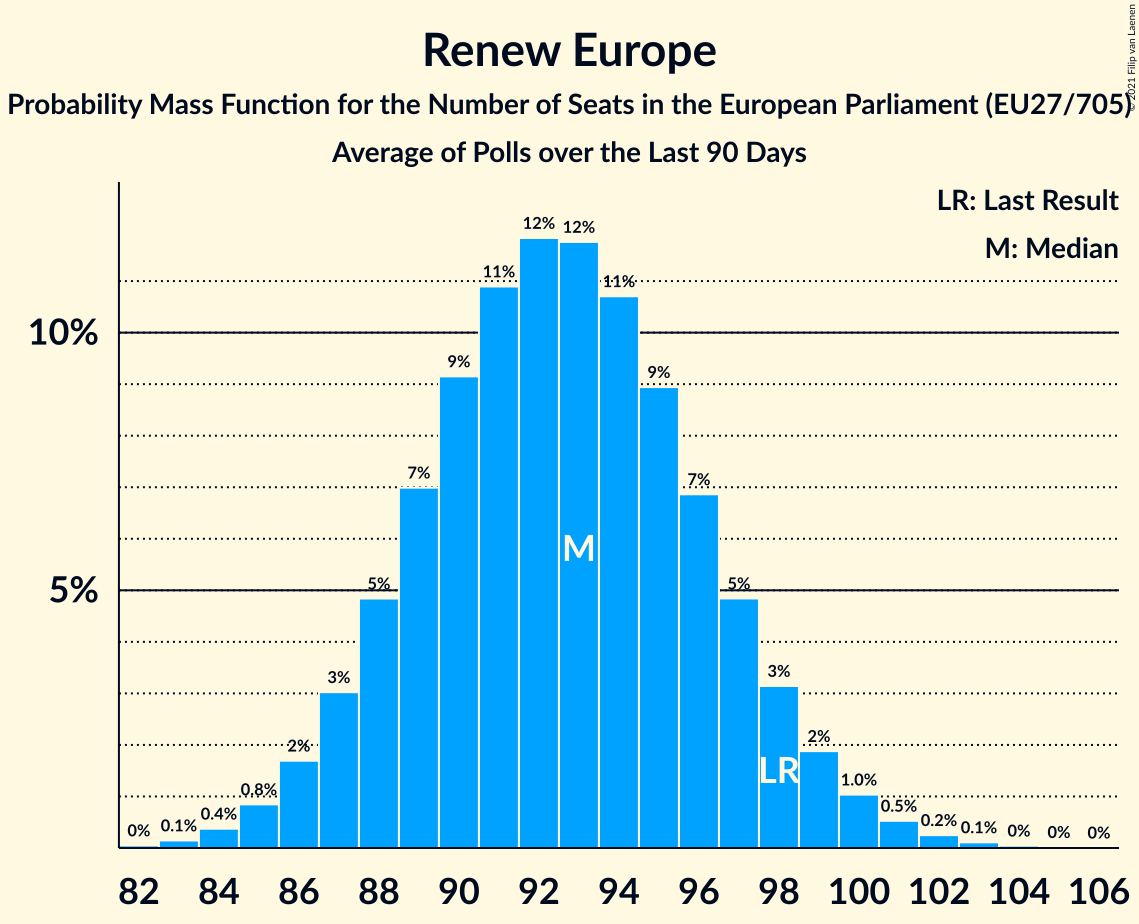 Renew Europe
Probability Mass Function for the Number of Seats in the European Parliament (EU27/705)
Average of Polls over the Last 90 Days
© 2021 Filip van Laenen
LR: Last Result
M: Median
10%
5%
0% 0.1% 0.4% 0.8% 2% 3% 5% 7% 9% 11% 12% 12% 11% 9% 7% 5% 3% 2% 1.0% 0.5% 0.2% 0.1% 0% 0% 0%
M
LR
82 84 86 88 90 92 94 96 98 100 102 104 106